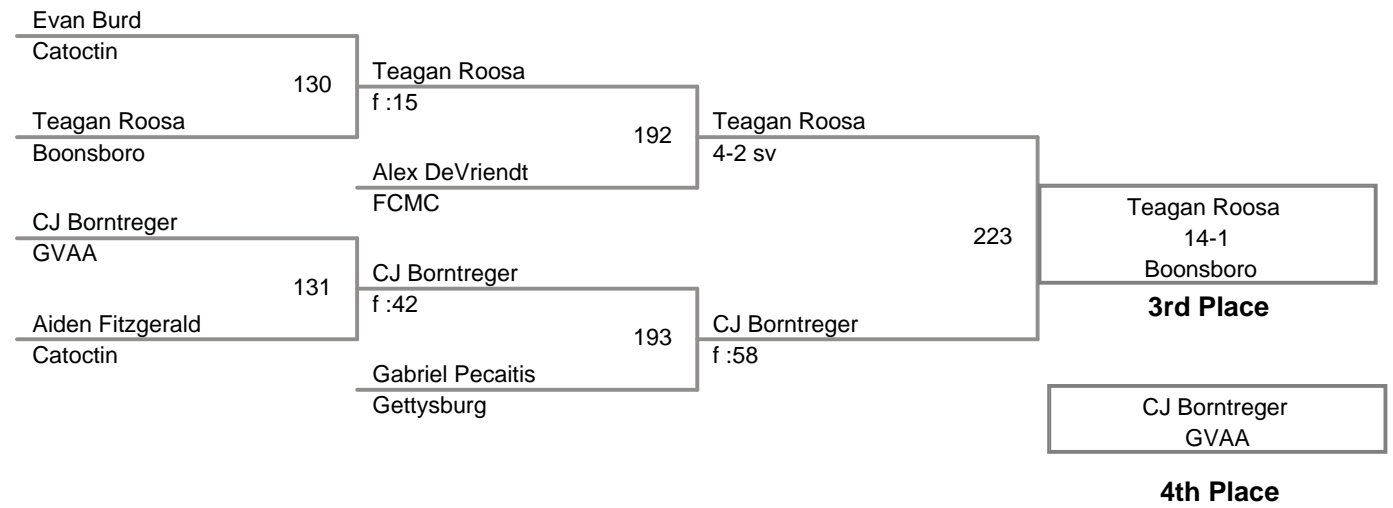 Evan Burd
Catoctin
130
Teagan Roosa
Boonsboro
CJ Borntreger
GVAA
131
Aiden Fitzgerald
Catoctin
Teagan Roosa
f :15
192
Alex DeVriendt
FCMC
CJ Borntreger
f :42
193
Gabriel Pecaitis
Gettysburg
Teagan Roosa
4-2 sv
223
CJ Borntreger
f :58
Teagan Roosa
14-1
Boonsboro
3rd Place
CJ Borntreger
GVAA
4th Place